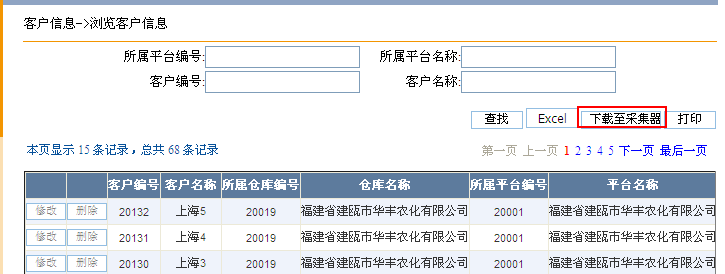 客户信息->浏览客户信息
所属平台编号: 所属平台名称:
客户编号: 客户名称:
查找 Excel 下载至采集器 打印
本页显示 15 条记录，总共 68 条记录 第一页 上一页 1 2 3 4 5 下一页 最后一页
客户编号 客户名称 所属仓库编号 仓库名称 所属平台编号 平台名称
修改 删除 20132 上海5 20019 福建省建瓯市华丰农化有限公司 20001 福建省建瓯市华丰农化有限公司
修改 删除 20131 上海4 20019 福建省建瓯市华丰农化有限公司 20001 福建省建瓯市华丰农化有限公司
修改 删除 20130 上海3 20019 福建省建瓯市华丰农化有限公司 20001 福建省建瓯市华丰农化有限公司